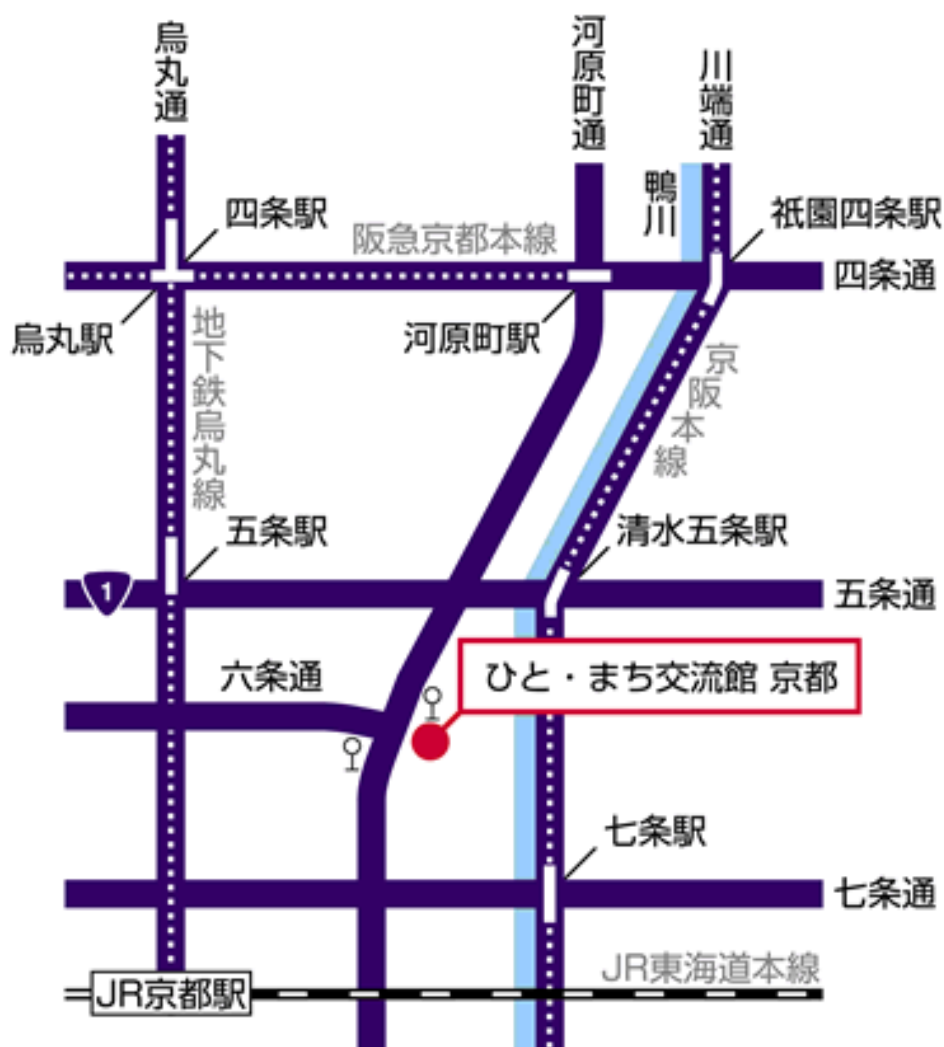 烏丸通
河原町通
川端通
鴨川
四条駅
祇園四条駅
阪急京都本線
四条通
烏丸駅
河原町駅
地下鉄烏丸線
京阪本線
五条駅
清水五条駅
1
五条通
六条通
ひと・まち交流館 京都
七条駅
七条通
JR東海道本線
JR京都駅